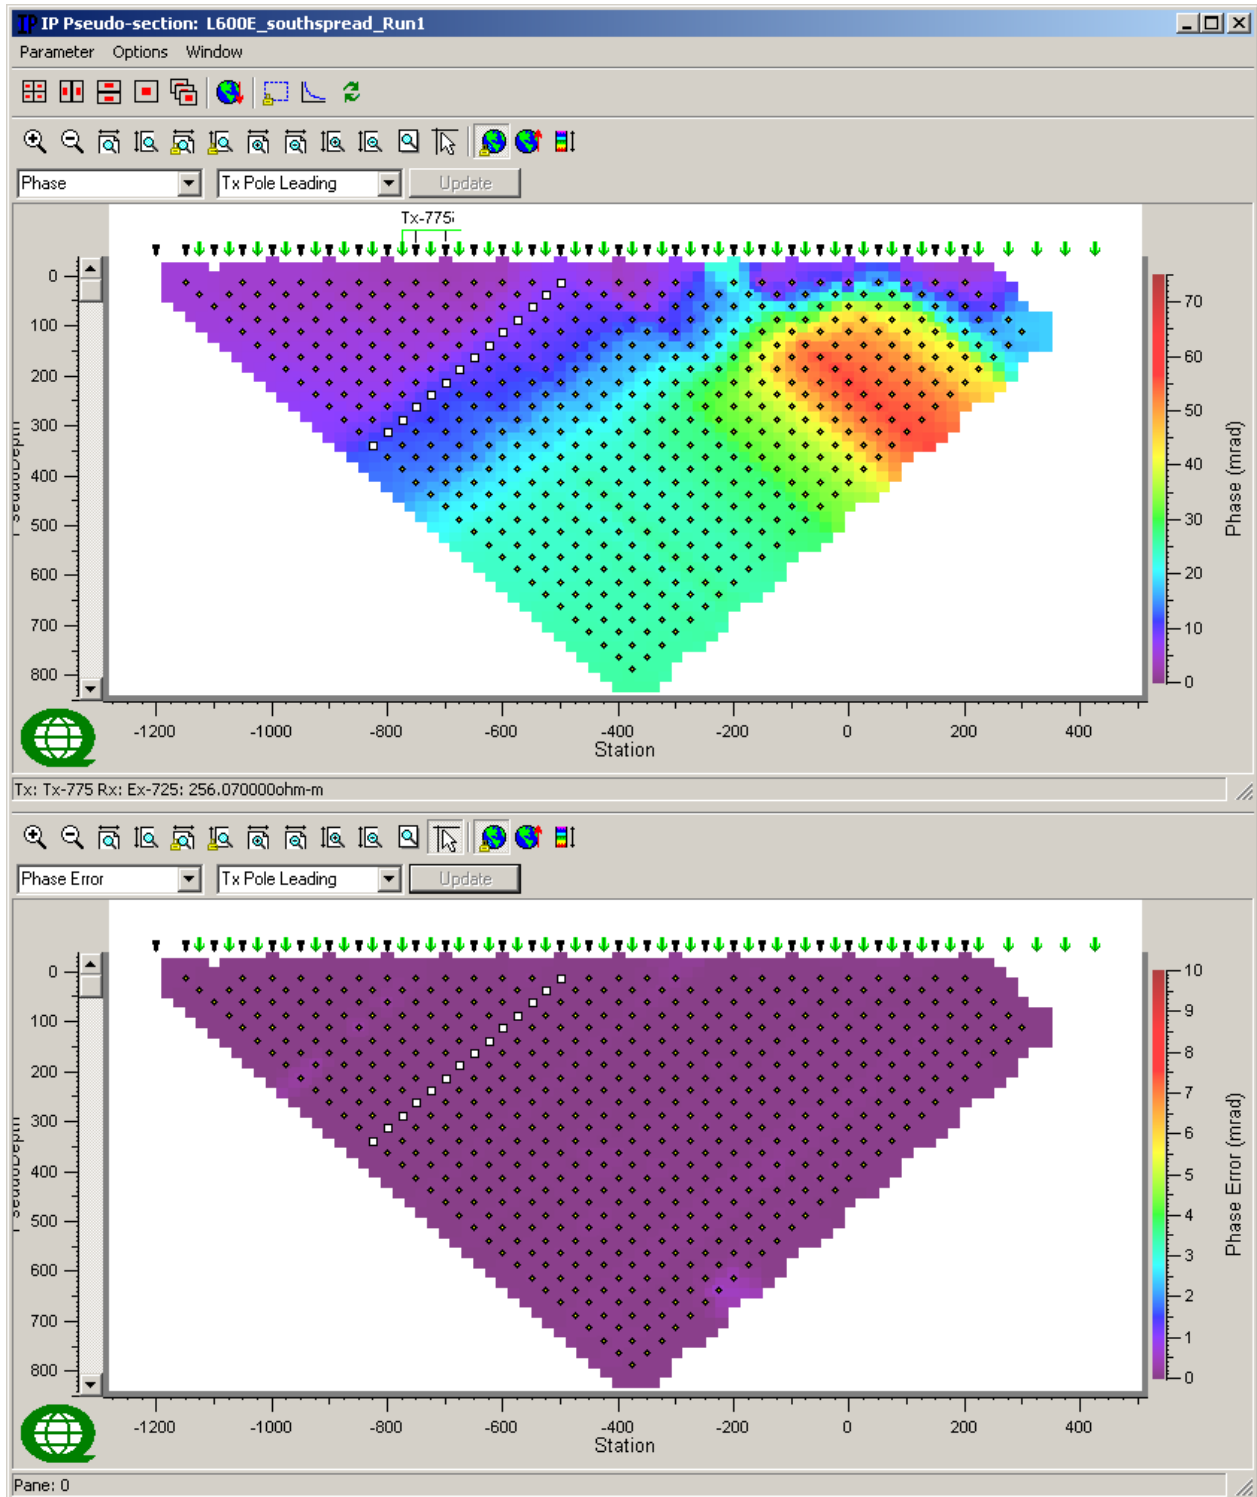 IP IP Pseudo-section: L600E_southspread_Run1
Parameter Options Window
Phase Tx Pole Leading Update
Tx-775
0
100
200
300
400
500
600
700
800
70
60
50
40
30
20
10
0
Phase (mrad)
-1200 -1000 -800 -600 -400 -200 0 200 400
Station
Tx: Tx-775 Rx: Ex-725: 256.070000ohm-m
Phase Error Tx Pole Leading Update
0
100
200
300
400
500
600
700
800
10
9
8
7
6
5
4
3
2
1
0
Phase Error (mrad)
-1200 -1000 -800 -600 -400 -200 0 200 400
Station
Pane: 0